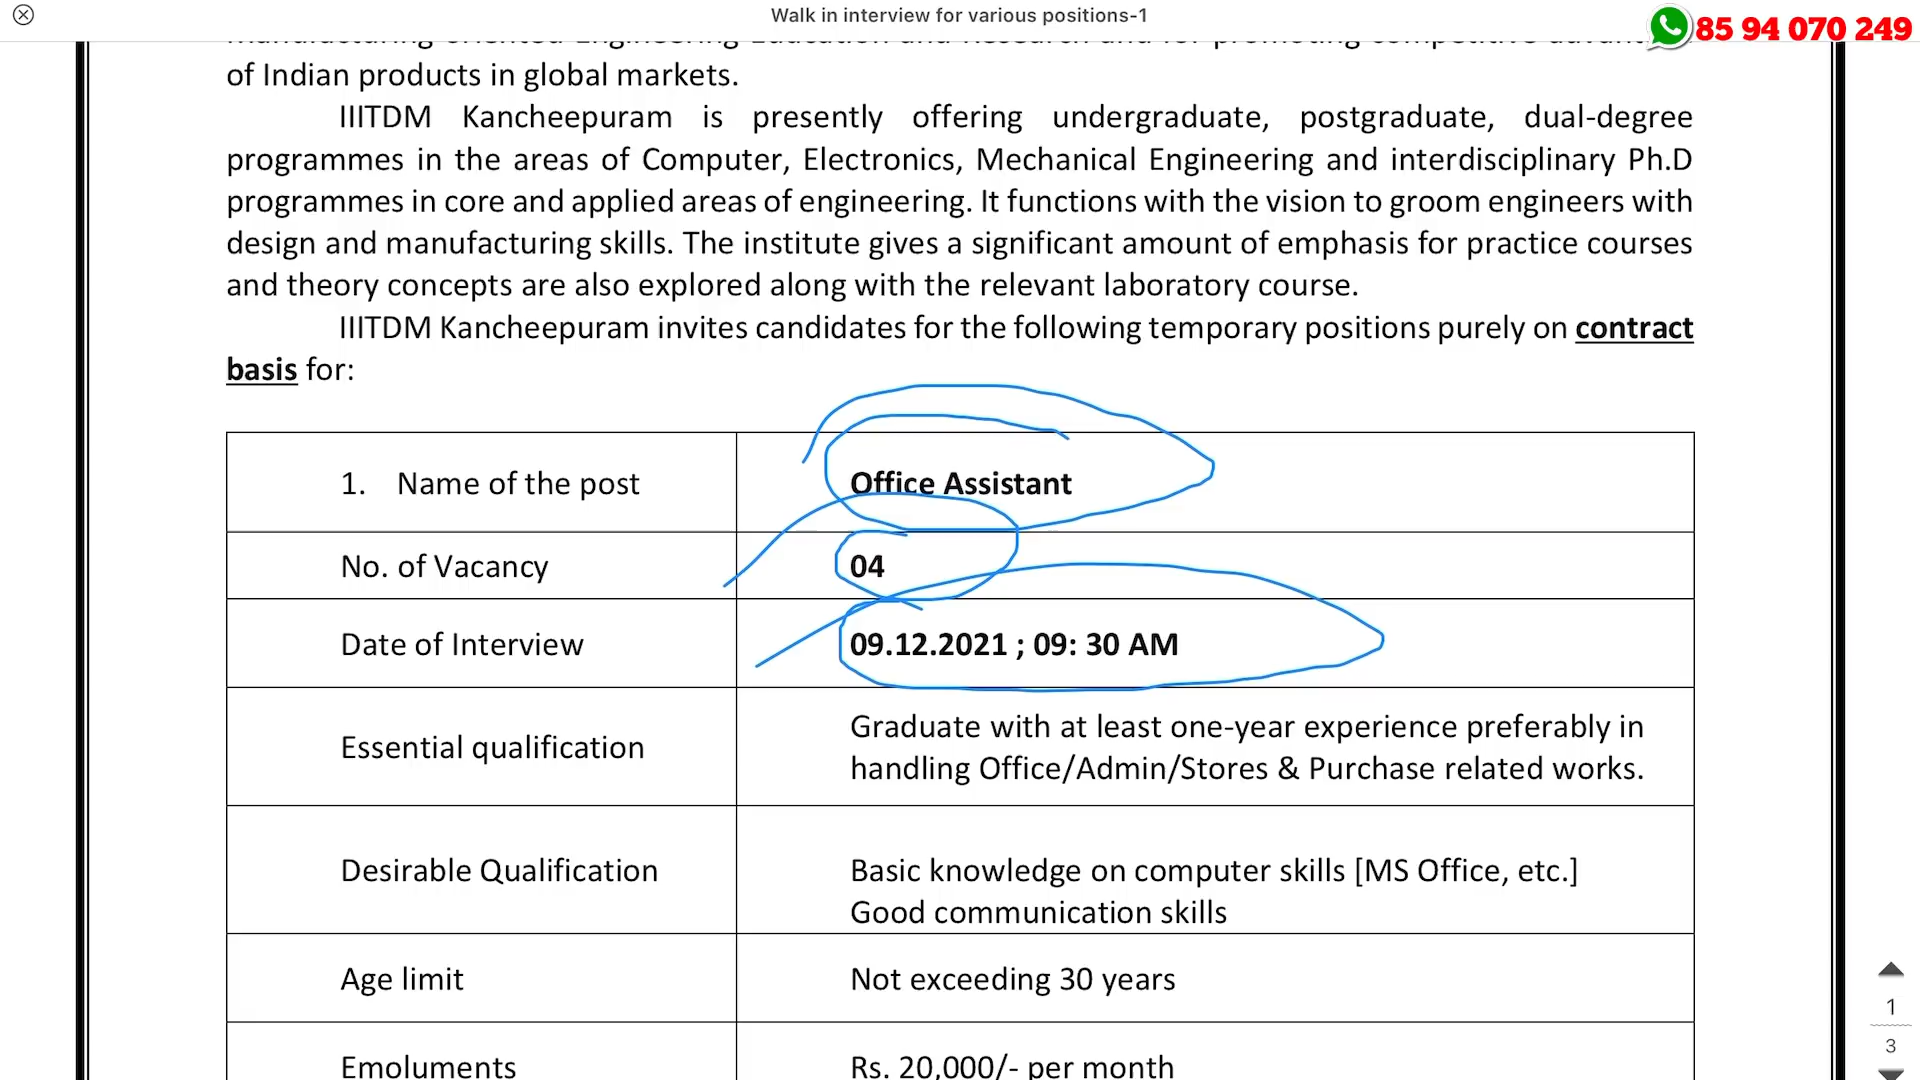 Walk in interview for various positions-1
85 94 070 249
of Indian products in global markets.
IIITDM Kancheepuram is presently offering undergraduate, postgraduate, dual-degree
programmes in the areas of Computer, Electronics, Mechanical Engineering and interdisciplinary Ph.D
programmes in core and applied areas of engineering. It functions with the vision to groom engineers with
design and manufacturing skills. The institute gives a significant amount of emphasis for practice courses
and theory concepts are also explored along with the relevant laboratory course.
IIITDM Kancheepuram invites candidates for the following temporary positions purely on contract
basis for:
1. Name of the post
Office Assistant
No. of Vacancy
04
Date of Interview
09.12.2021 ; 09: 30 AM
Essential qualification
Graduate with at least one-year experience preferably in
handling Office/Admin/Stores & Purchase related works.
Desirable Qualification
Basic knowledge on computer skills [MS Office, etc.]
Good communication skills
Age limit
Not exceeding 30 years
Emoluments
Rs. 20,000/- per month
1
3